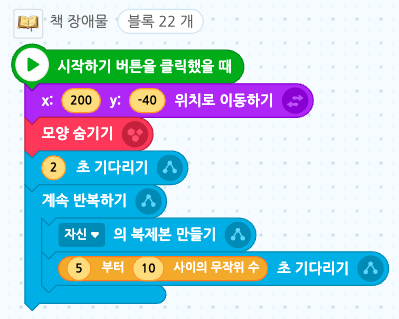 책 장애물 블록 22 개
시작하기 버튼을 클릭했을 때
x: 200 y: -40 위치로 이동하기
모양 숨기기
2 초 기다리기
계속 반복하기
자신 의 복제본 만들기
5 부터 10 사이의 무작위 수 초 기다리기